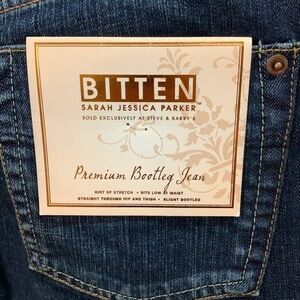 BITTEN
SARAH JESSICA PARKER™
SOLD EXCLUSIVELY AT STEVE & BARRY'S
Premium Bootleg Jean
HINT OF STRETCH • SITS LOW AT WAIST
STRAIGHT THROUGH HIP AND THIGH • SLIGHT BOOTLEG